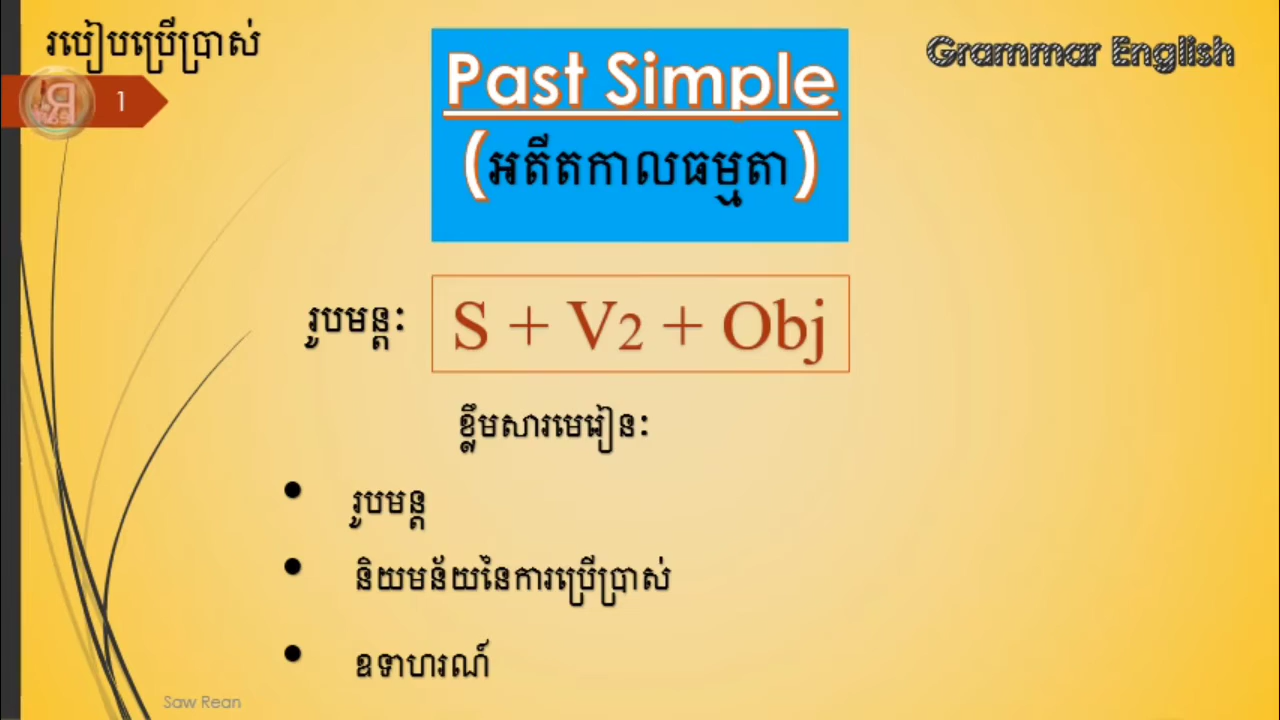 របៀបប្រើប្រាស់
Grammar English
1
Past Simple
(អតីតកាលធម្មតា)
រូបមន្តៈ
S + V2 + Obj
ខ្លឹមសារមេរៀនៈ
• រូបមន្ត
• និយមន័យនៃការប្រើប្រាស់
• ឧទាហរណ៍
Saw Rean